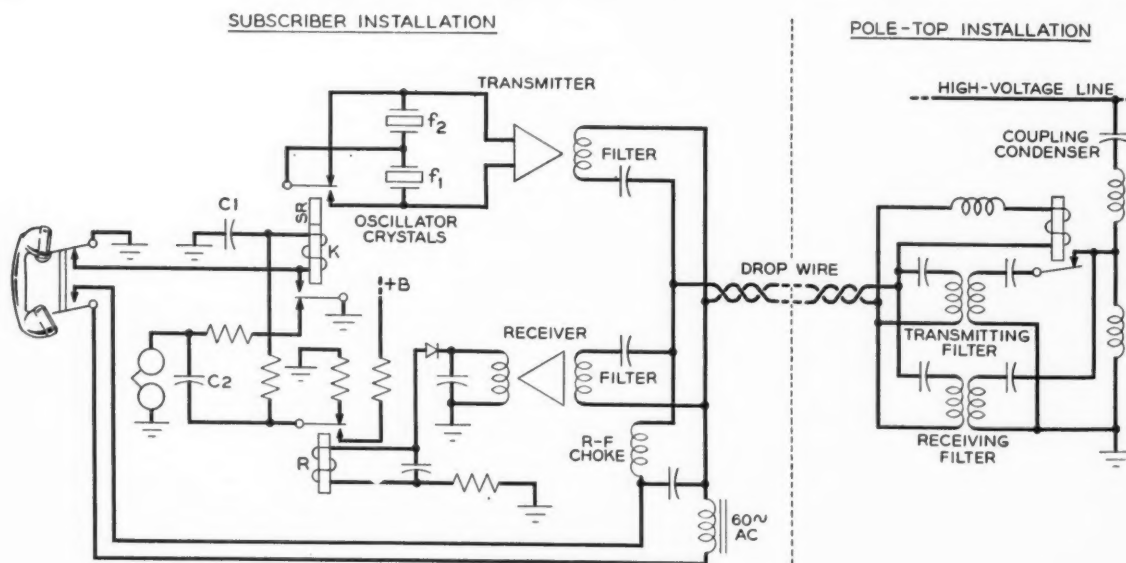 SUBSCRIBER INSTALLATION
POLE-TOP INSTALLATION
TRANSMITTER
HIGH-VOLTAGE LINE
f2
FILTER
COUPLING
CONDENSER
f1
C1
SR
OSCILLATOR
CRYSTALS
K
+B
DROP WIRE
RECEIVER
TRANSMITTING
FILTER
C2
FILTER
R-F
CHOKE
R
RECEIVING
FILTER
60~
AC